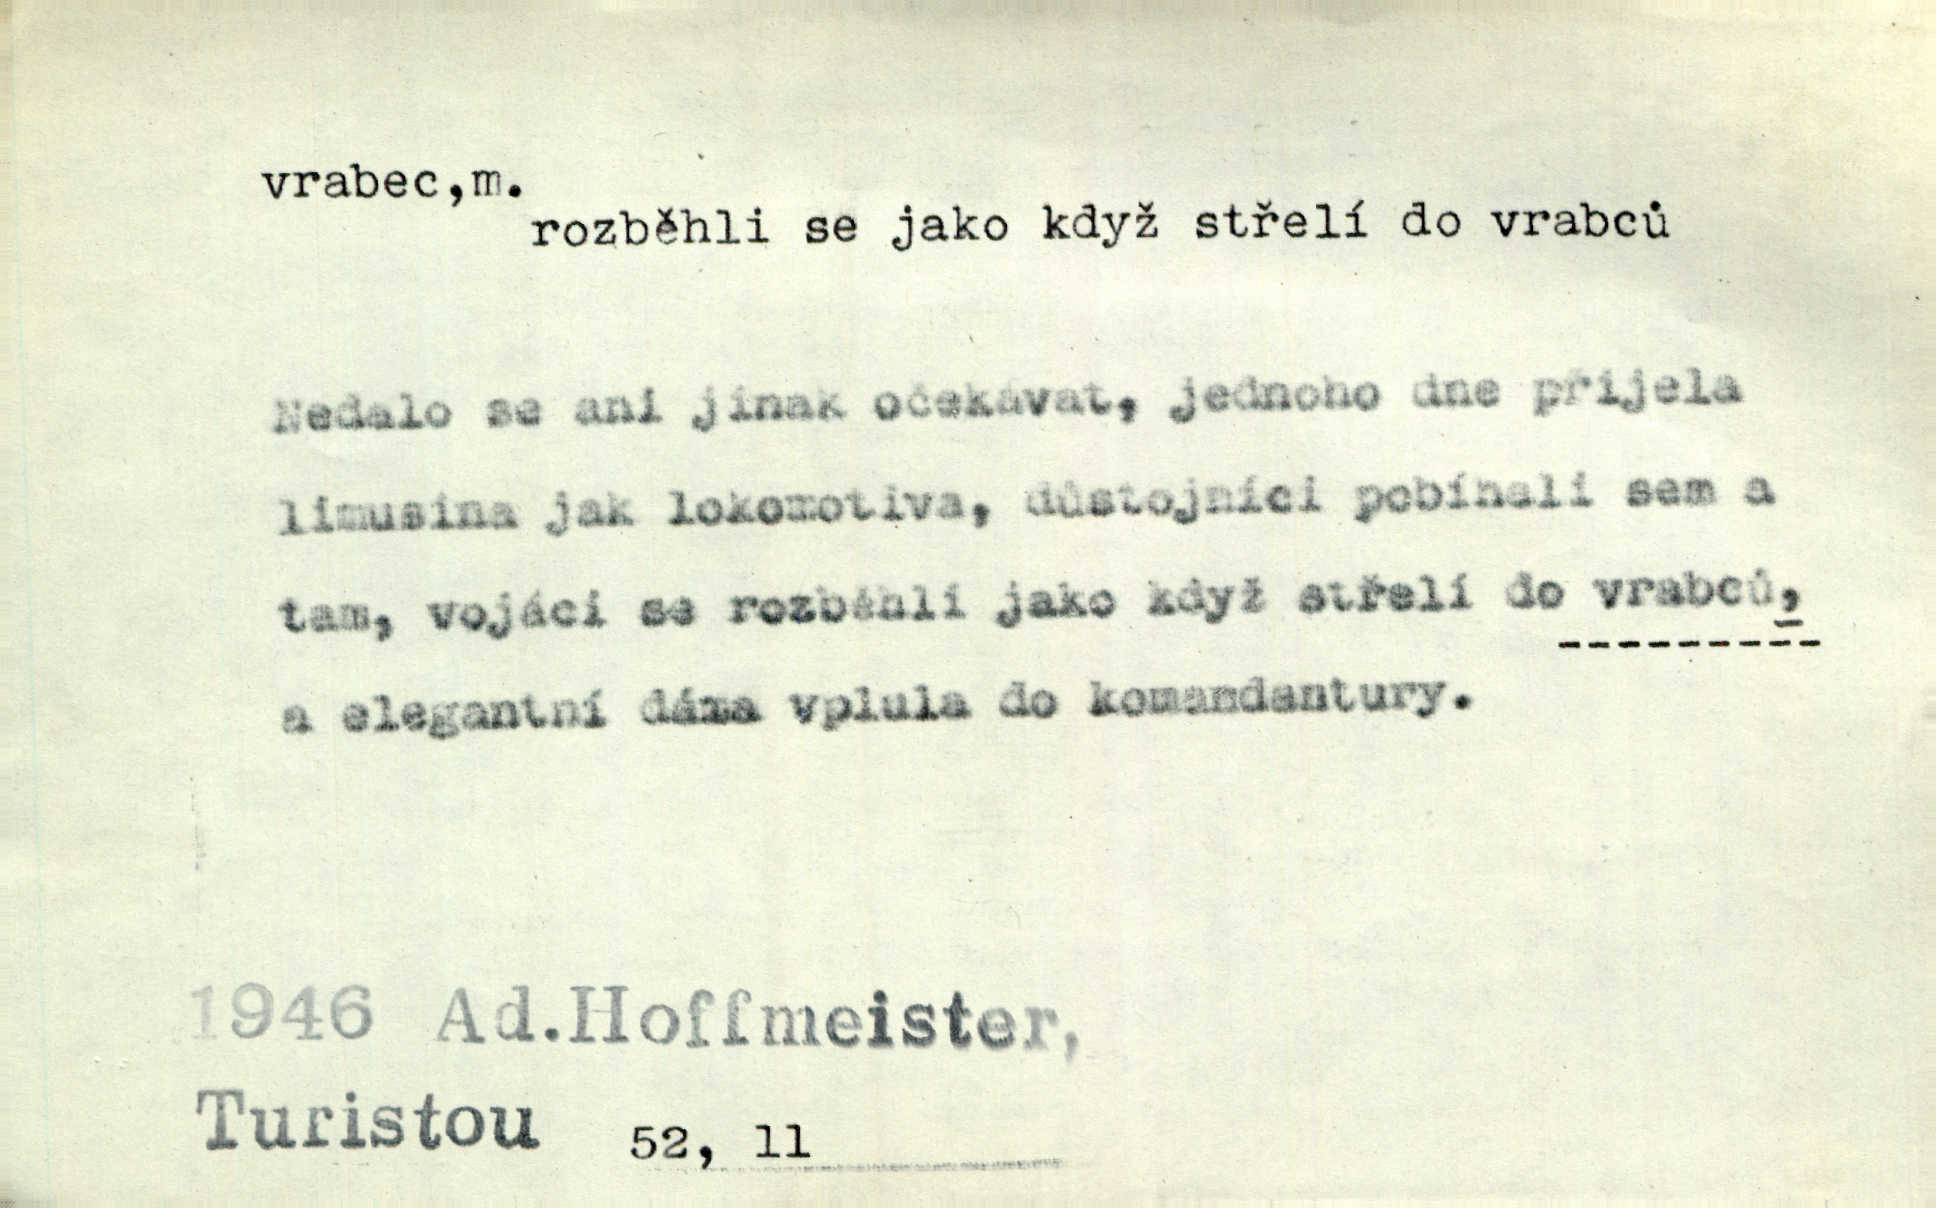 vrabec,m.
rozběhli se jako když střelí do vrabců
Nedalo se ani jinak očekávat, jednoho dne přijela
limusina jak lokomotiva, důstojníci pobíhali sem a
tam, vojáci se rozběhli jako když střelí do vrabců,
a elegantní dáma vplula do komandantury.
1946 Ad.Hoffmeister,
Turistou 52, 11